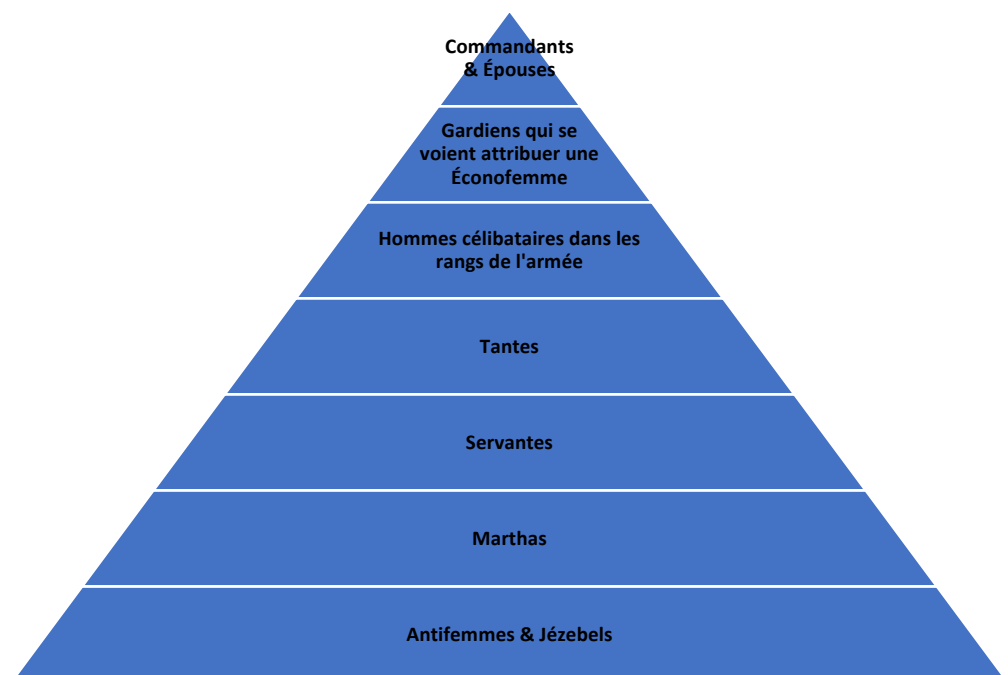 Commandants
& Épouses
Gardiens qui se
voient attribuer une
Éconofemme
Hommes célibataires dans les
rangs de l'armée
Tantes
Servantes
Marthas
Antifemmes & Jézebels